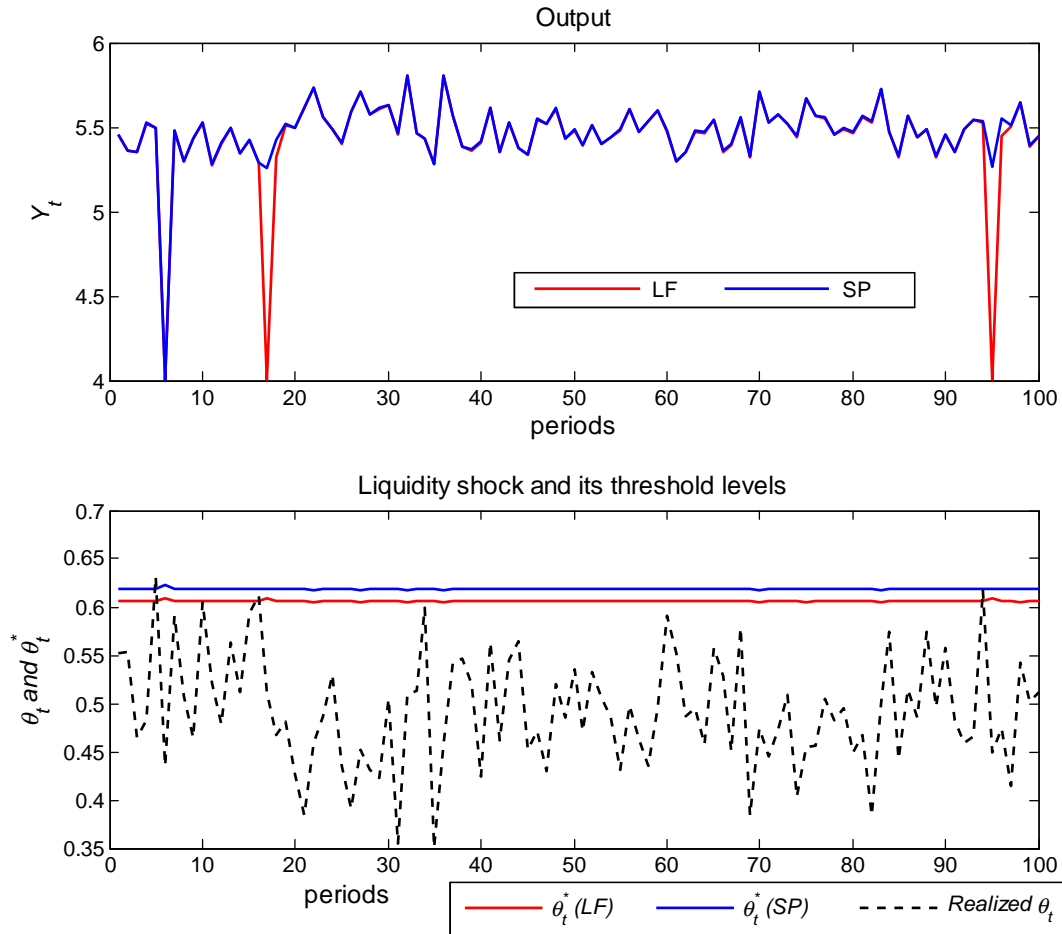 Output
6
5.5
5
4.5
4
Y_t
LF SP
0 10 20 30 40 50 60 70 80 90 100
periods
Liquidity shock and its threshold levels
0.7
0.65
0.6
0.55
0.5
0.45
0.4
0.35
θ_t and θ_t^*
0 10 20 30 40 50 60 70 80 90 100
periods
θ_t^* (LF) θ_t^* (SP) Realized θ_t